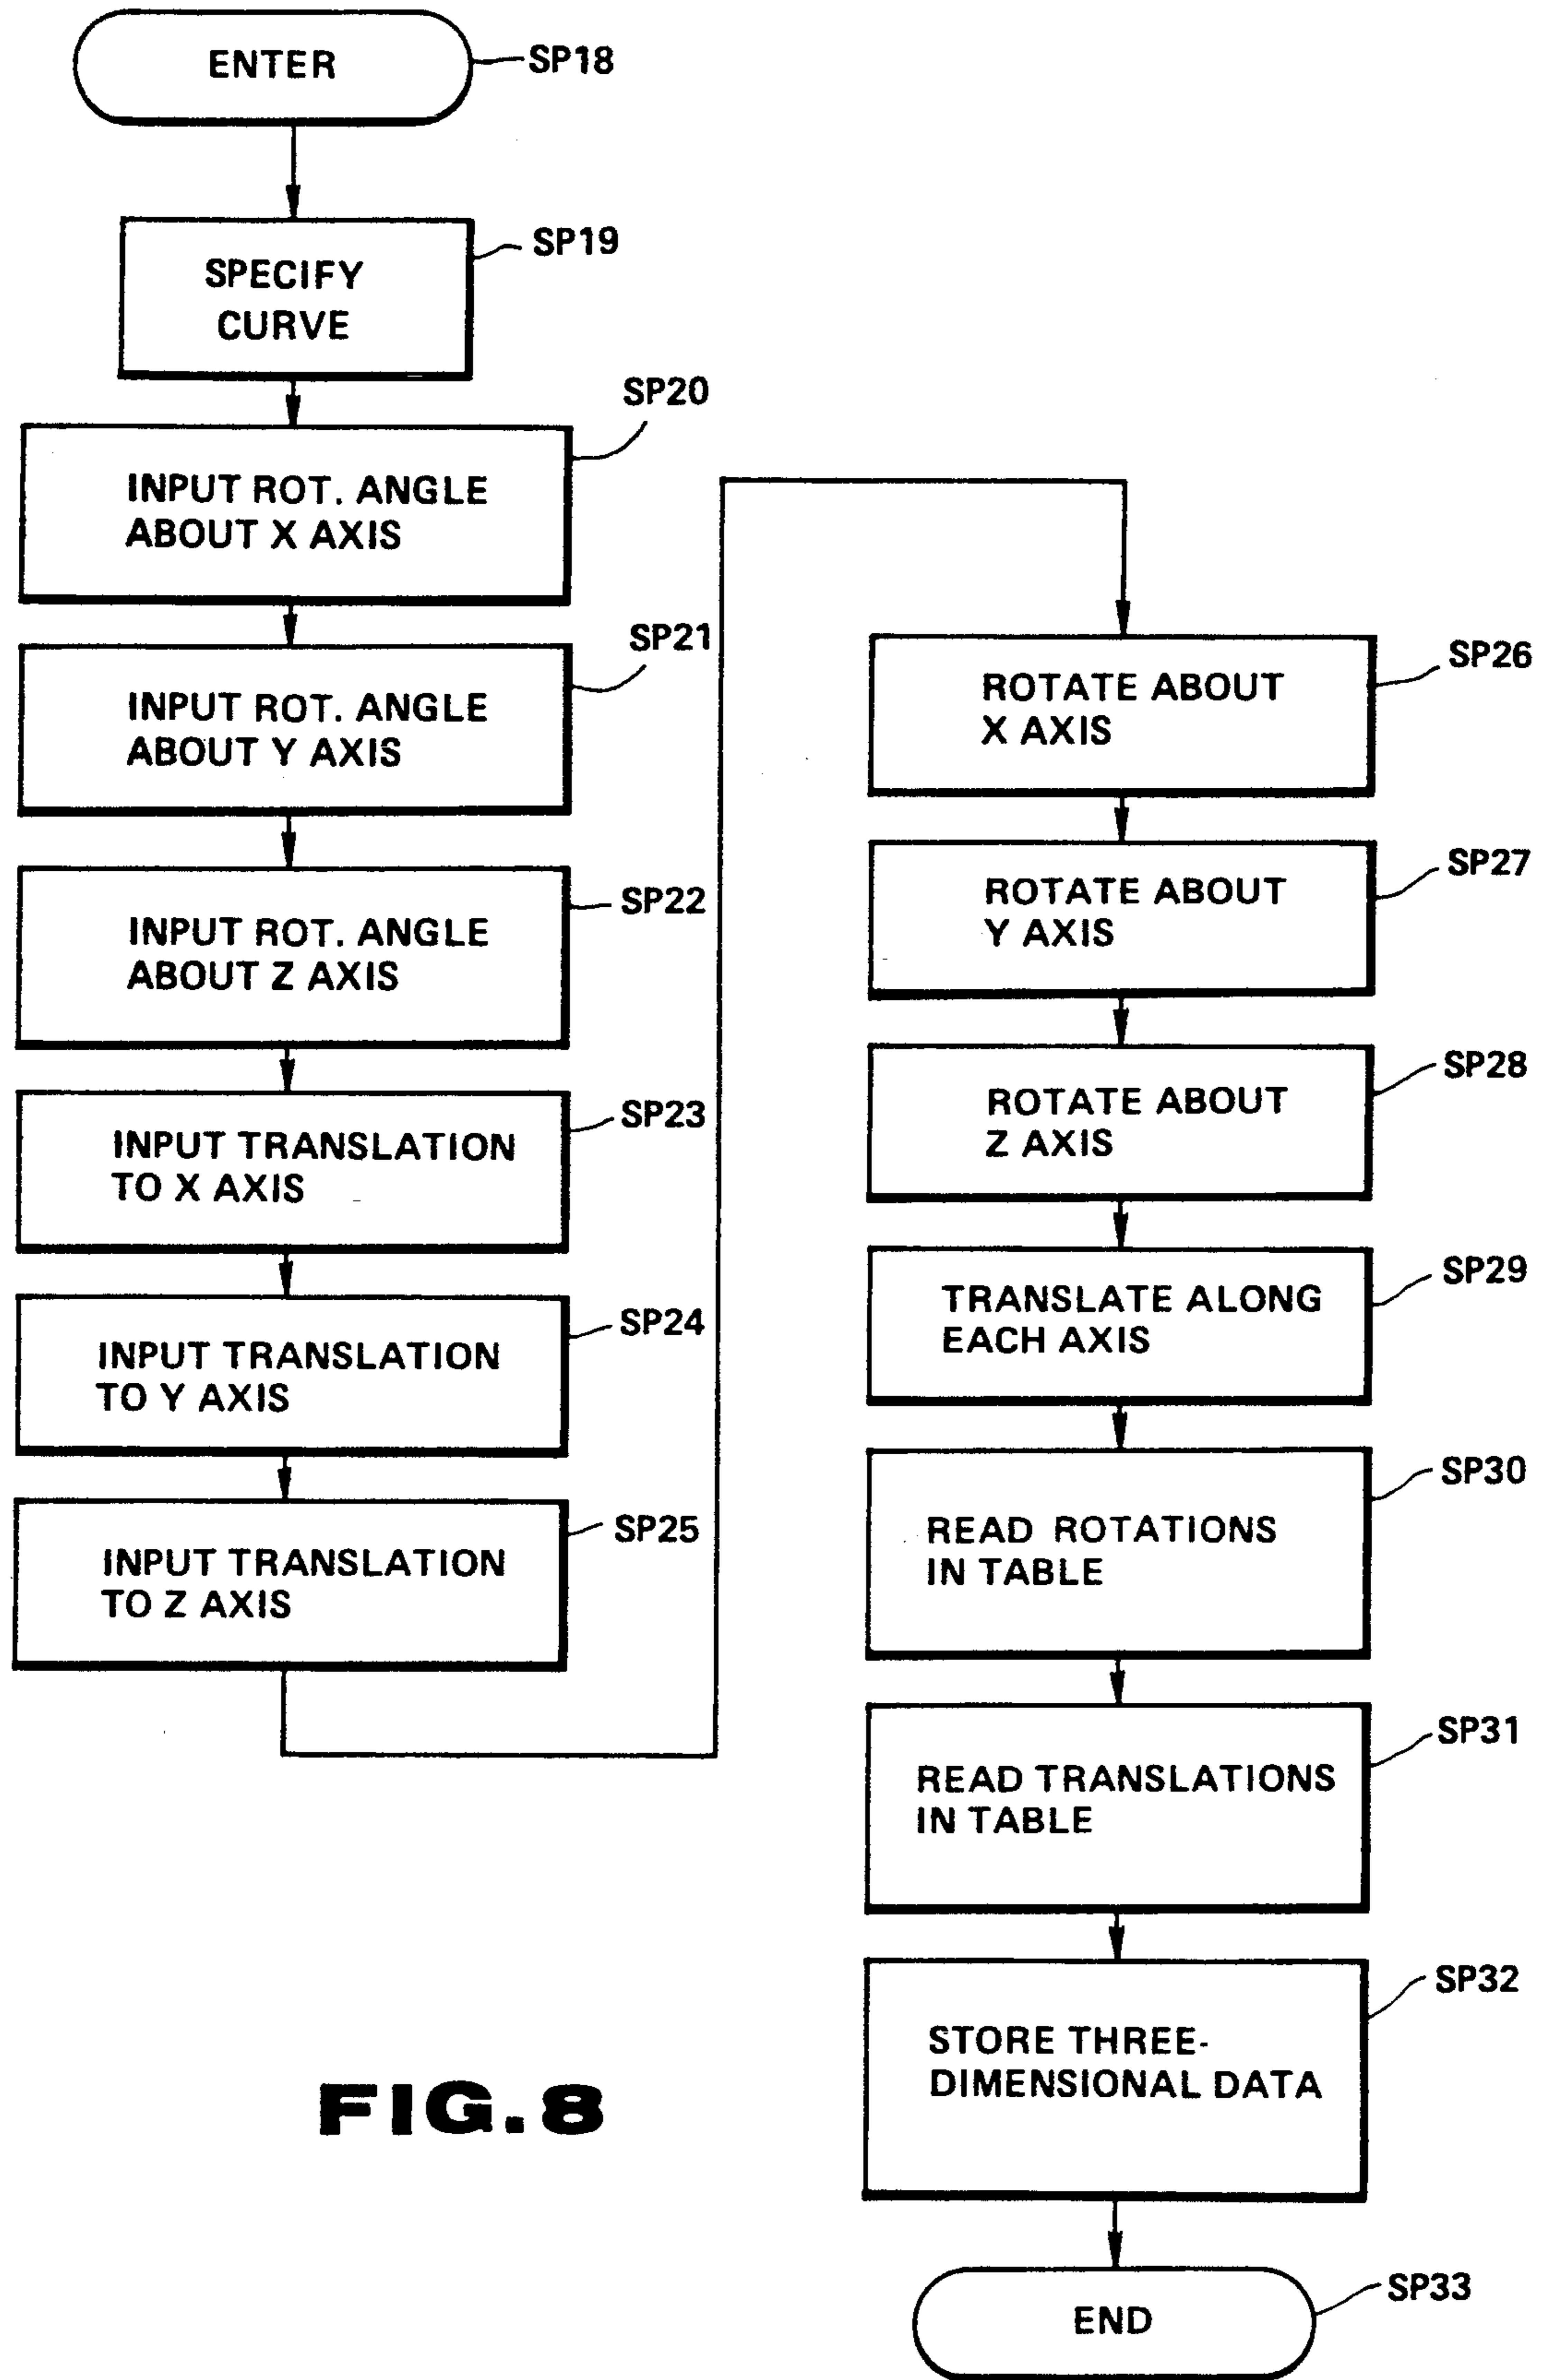 ENTER
SP18
SP19
SPECIFY
CURVE
SP20
INPUT ROT. ANGLE
ABOUT X AXIS
SP21
INPUT ROT. ANGLE
ABOUT Y AXIS
SP22
INPUT ROT. ANGLE
ABOUT Z AXIS
SP23
INPUT TRANSLATION
TO X AXIS
SP24
INPUT TRANSLATION
TO Y AXIS
SP25
INPUT TRANSLATION
TO Z AXIS
SP26
ROTATE ABOUT
X AXIS
SP27
ROTATE ABOUT
Y AXIS
SP28
ROTATE ABOUT
Z AXIS
SP29
TRANSLATE ALONG
EACH AXIS
SP30
READ ROTATIONS
IN TABLE
SP31
READ TRANSLATIONS
IN TABLE
SP32
STORE THREE-
DIMENSIONAL DATA
SP33
END
FIG.8